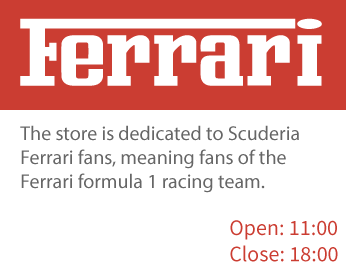 Ferrari
The store is dedicated to Scuderia
Ferrari fans, meaning fans of the
Ferrari formula 1 racing team.
Open: 11:00
Close: 18:00